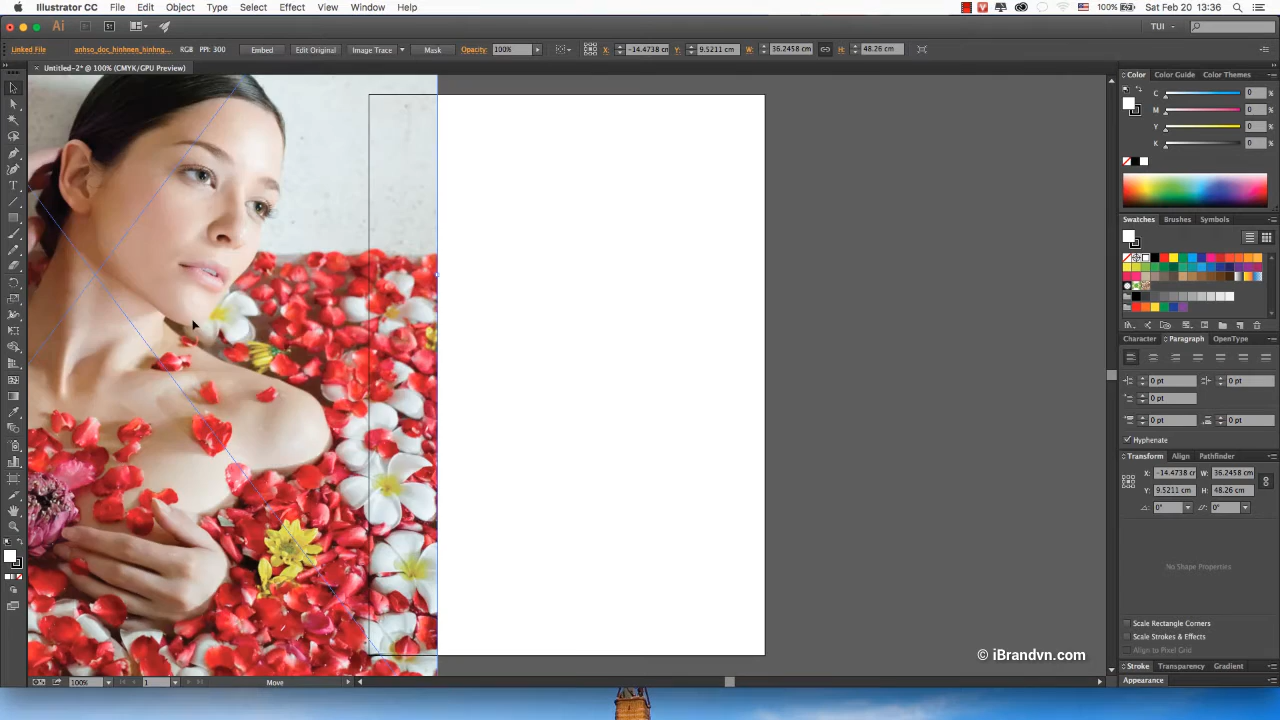 Illustrator CC File Edit Object Type Select Effect View Window Help 100% Sat Feb 20 13:36
Ai Br St TUI
Linked File anhso_doc_hinhnen_hinhng... RGB PPI: 300 Embed Edit Original Image Trace Mask Opacity: 100% X: -14.4738 cm Y: 9.5211 cm W: 36.2458 cm H: 48.26 cm
× Untitled-2* @ 100% (CMYK/GPU Preview)
Color Color Guide Color Themes
C 0 %
M 0 %
Y 0 %
K 0 %
Swatches Brushes Symbols
Character Paragraph OpenType
0 pt 0 pt
0 pt
0 pt 0 pt
Hyphenate
Transform Align Pathfinder
X: -14.4738 cm W: 36.2458 cm
Y: 9.5211 cm H: 48.26 cm
0° 0°
No Shape Properties
Scale Rectangle Corners
Scale Strokes & Effects
Align to Pixel Grid
Stroke Transparency Gradient
Appearance
100% 1 Move
© iBrandvn.com